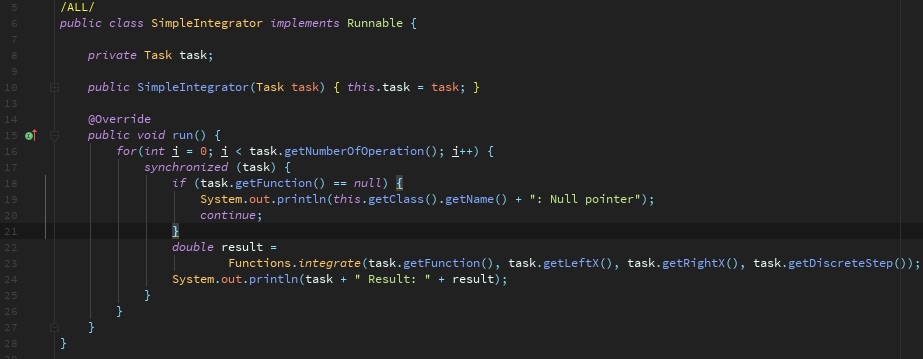 5 /ALL/
6 public class SimpleIntegrator implements Runnable {
7
8     private Task task;
9
10     public SimpleIntegrator(Task task) { this.task = task; }
13
14     @Override
15     public void run() {
16         for(int i = 0; i < task.getNumberOfOperation(); i++) {
17             synchronized (task) {
18                 if (task.getFunction() == null) {
19                     System.out.println(this.getClass().getName() + ": Null pointer");
20                     continue;
21                 }
22                 double result =
23                         Functions.integrate(task.getFunction(), task.getLeftX(), task.getRightX(), task.getDiscreteStep());
24                 System.out.println(task + " Result: " + result);
25             }
26         }
27     }
28 }